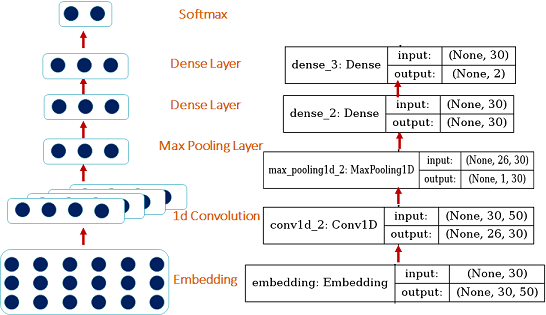 Softmax
Dense Layer
Dense Layer
Max Pooling Layer
1d Convolution
Embedding
dense_3: Dense
input: (None, 30)
output: (None, 2)
dense_2: Dense
input: (None, 30)
output: (None, 30)
max_pooling1d_2: MaxPooling1D
input: (None, 26, 30)
output: (None, 1, 30)
conv1d_2: Conv1D
input: (None, 30, 50)
output: (None, 26, 30)
embedding: Embedding
input: (None, 30)
output: (None, 30, 50)